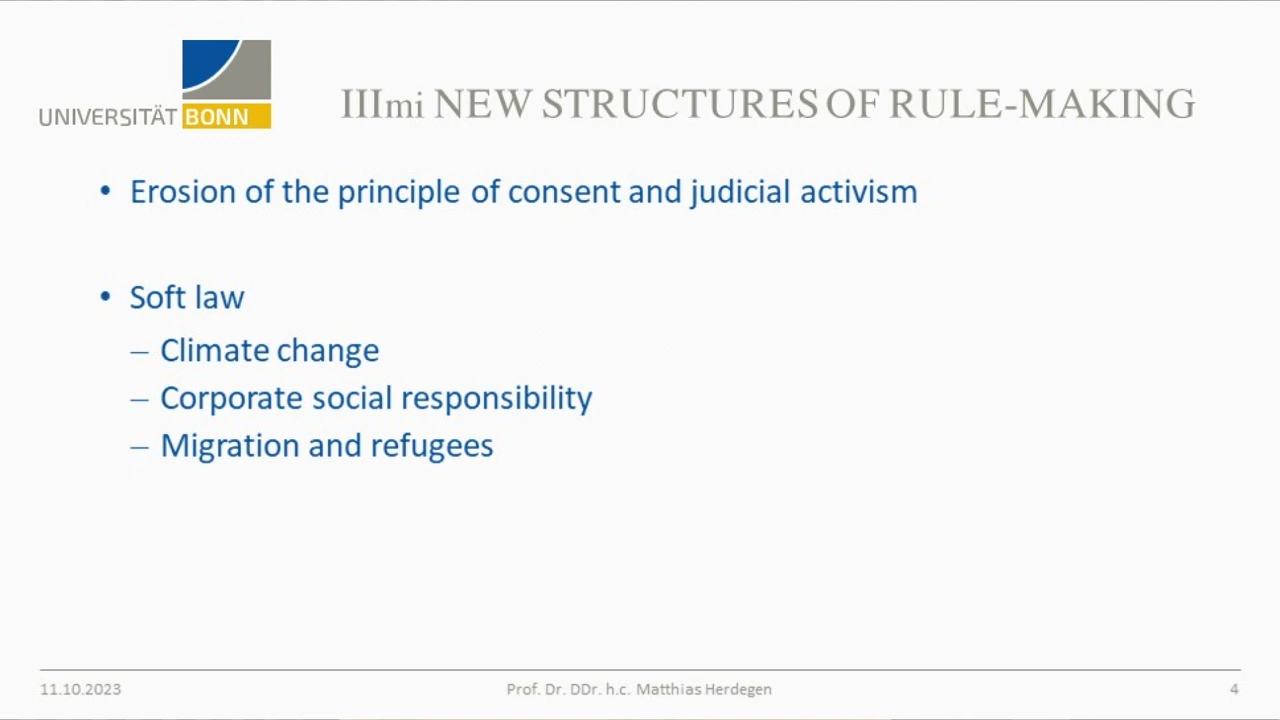 UNIVERSITÄT BONN
IIImi NEW STRUCTURES OF RULE-MAKING
• Erosion of the principle of consent and judicial activism
• Soft law
– Climate change
– Corporate social responsibility
– Migration and refugees
11.10.2023 Prof. Dr. DDr. h.c. Matthias Herdegen 4